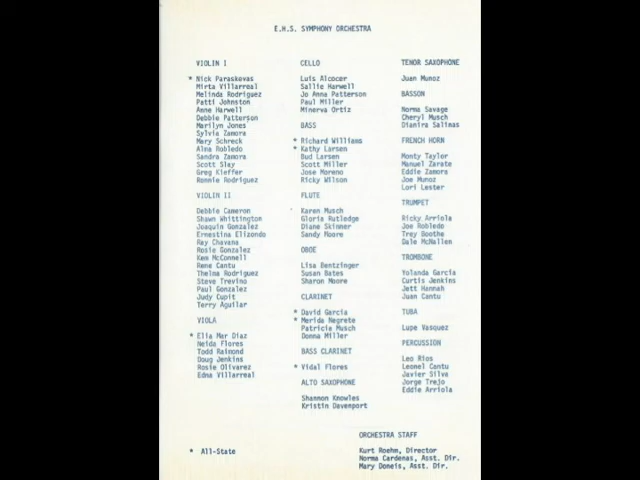 E.H.S. SYMPHONY ORCHESTRA
VIOLIN I
* Nick Paraskevas
Mirta Villarreal
Melinda Rodriguez
Patti Johnston
Anne Harwell
Debbie Patterson
Marilyn Jones
Sylvia Zamora
Mary Schreck
Alma Robledo
Sandra Zamora
Scott Slay
Greg Kieffer
Ronnie Rodriguez
VIOLIN II
Debbie Cameron
Shawn Whittington
Joaquin Gonzalez
Ernestina Elizondo
Ray Chavana
Rosie Gonzalez
Ken McConnell
Rene Cantu
Thelma Rodriguez
Steve Trevino
Paul Gonzalez
Judy Cupit
Terry Aguilar
VIOLA
* Elia Mar Diaz
Neida Flores
Todd Raimond
Doug Jenkins
Rosie Olivarez
Edna Villarreal
* All-State
CELLO
Luis Alcocer
Sallie Harwell
Jo Anna Patterson
Paul Miller
Minerva Ortiz
BASS
* Richard Williams
* Kathy Larsen
Bud Larsen
Scott Miller
Jose Moreno
Ricky Wilson
FLUTE
Karen Musch
Gloria Rutledge
Diane Skinner
Sandy Moore
OBOE
Lisa Bentzinger
Susan Bates
Sharon Moore
CLARINET
* David Garcia
* Merida Negrete
Patricia Musch
Donna Miller
BASS CLARINET
* Vidal Flores
ALTO SAXOPHONE
Shannon Knowles
Kristin Davenport
TENOR SAXOPHONE
Juan Munoz
BASSON
Norma Savage
Cheryl Musch
Dianira Salinas
FRENCH HORN
Monty Taylor
Manuel Zarate
Eddie Zamora
Joe Munoz
Lori Lester
TRUMPET
Ricky Arriola
Joe Robledo
Trey Boothe
Dale McNallen
TROMBONE
Yolanda Garcia
Curtis Jenkins
Jett Hannah
Juan Cantu
TUBA
Lupe Vasquez
PERCUSSION
Leo Rios
Leonel Cantu
Javier Silva
Jorge Trejo
Eddie Arriola
ORCHESTRA STAFF
Kurt Roehm, Director
Norma Cardenas, Asst. Dir.
Mary Doneis, Asst. Dir.